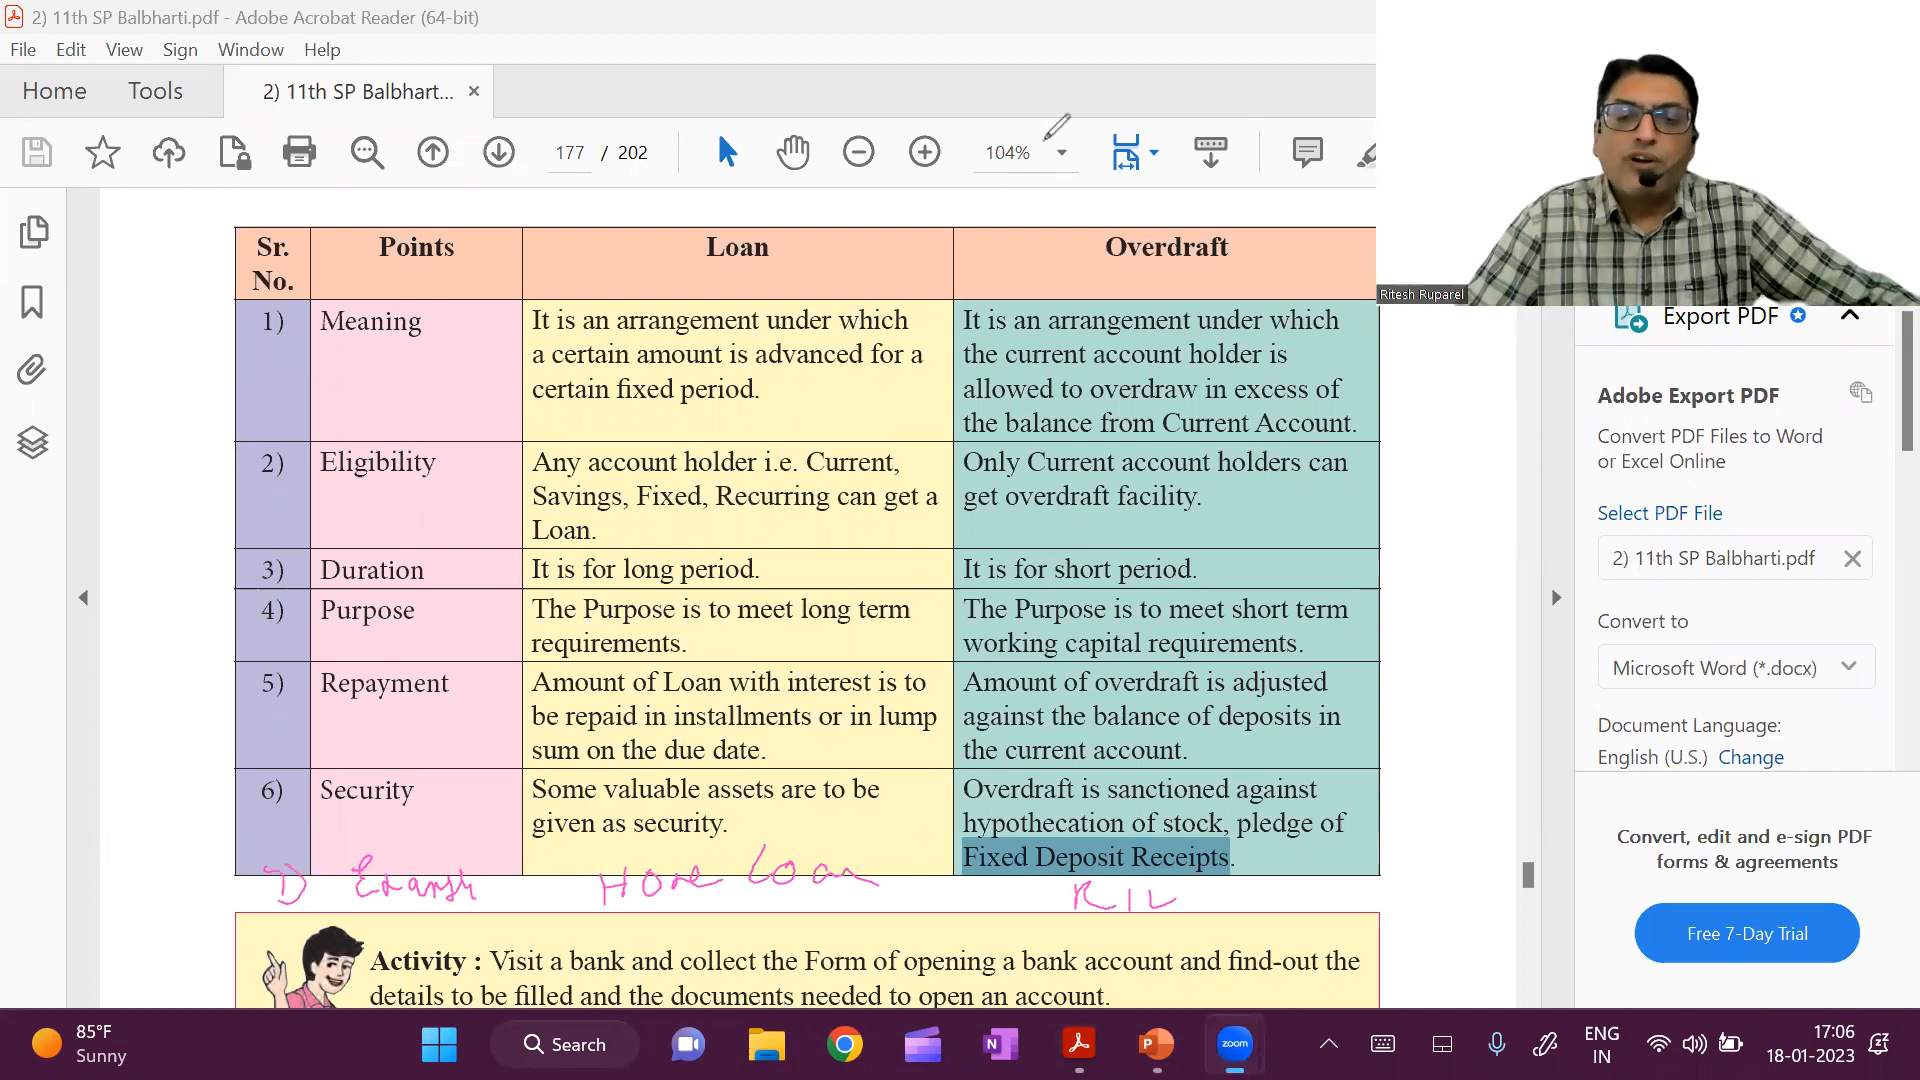 2) 11th SP Balbharti.pdf - Adobe Acrobat Reader (64-bit)
File Edit View Sign Window Help
Home Tools 2) 11th SP Balbhart... ×
177 / 202 104%
Ritesh Ruparel
Sr. No. Points Loan Overdraft
1) Meaning
It is an arrangement under which
a certain amount is advanced for a
certain fixed period.
It is an arrangement under which
the current account holder is
allowed to overdraw in excess of
the balance from Current Account.
2) Eligibility
Any account holder i.e. Current,
Savings, Fixed, Recurring can get a
Loan.
Only Current account holders can
get overdraft facility.
3) Duration
It is for long period.
It is for short period.
4) Purpose
The Purpose is to meet long term
requirements.
The Purpose is to meet short term
working capital requirements.
5) Repayment
Amount of Loan with interest is to
be repaid in installments or in lump
sum on the due date.
Amount of overdraft is adjusted
against the balance of deposits in
the current account.
6) Security
Some valuable assets are to be
given as security.
Overdraft is sanctioned against
hypothecation of stock, pledge of
Fixed Deposit Receipts.
Home Loan
Activity : Visit a bank and collect the Form of opening a bank account and find-out the
details to be filled and the documents needed to open an account.
Export PDF
Adobe Export PDF
Convert PDF Files to Word
or Excel Online
Select PDF File
2) 11th SP Balbharti.pdf
Convert to
Microsoft Word (*.docx)
Document Language:
English (U.S.) Change
Convert, edit and e-sign PDF
forms & agreements
Free 7-Day Trial
85°F
Sunny
Search
zoom
ENG
IN
17:06
18-01-2023